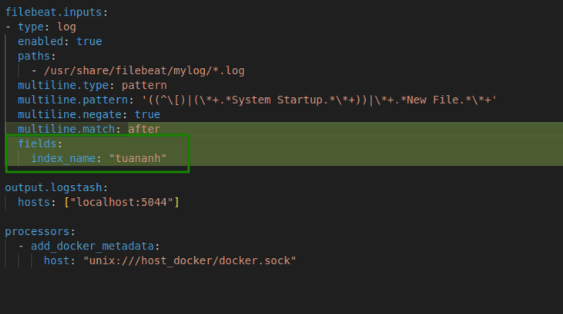 filebeat.inputs:
- type: log
  enabled: true
  paths:
    - /usr/share/filebeat/mylog/*.log
  multiline.type: pattern
  multiline.pattern: '((^\[)|(\*+.*System Startup.*\*+))|\*+.*New File.*\*+'
  multiline.negate: true
  multiline.match: after
  fields:
    index_name: "tuananh"
output.logstash:
  hosts: ["localhost:5044"]
processors:
  - add_docker_metadata:
      host: "unix:///host_docker/docker.sock"